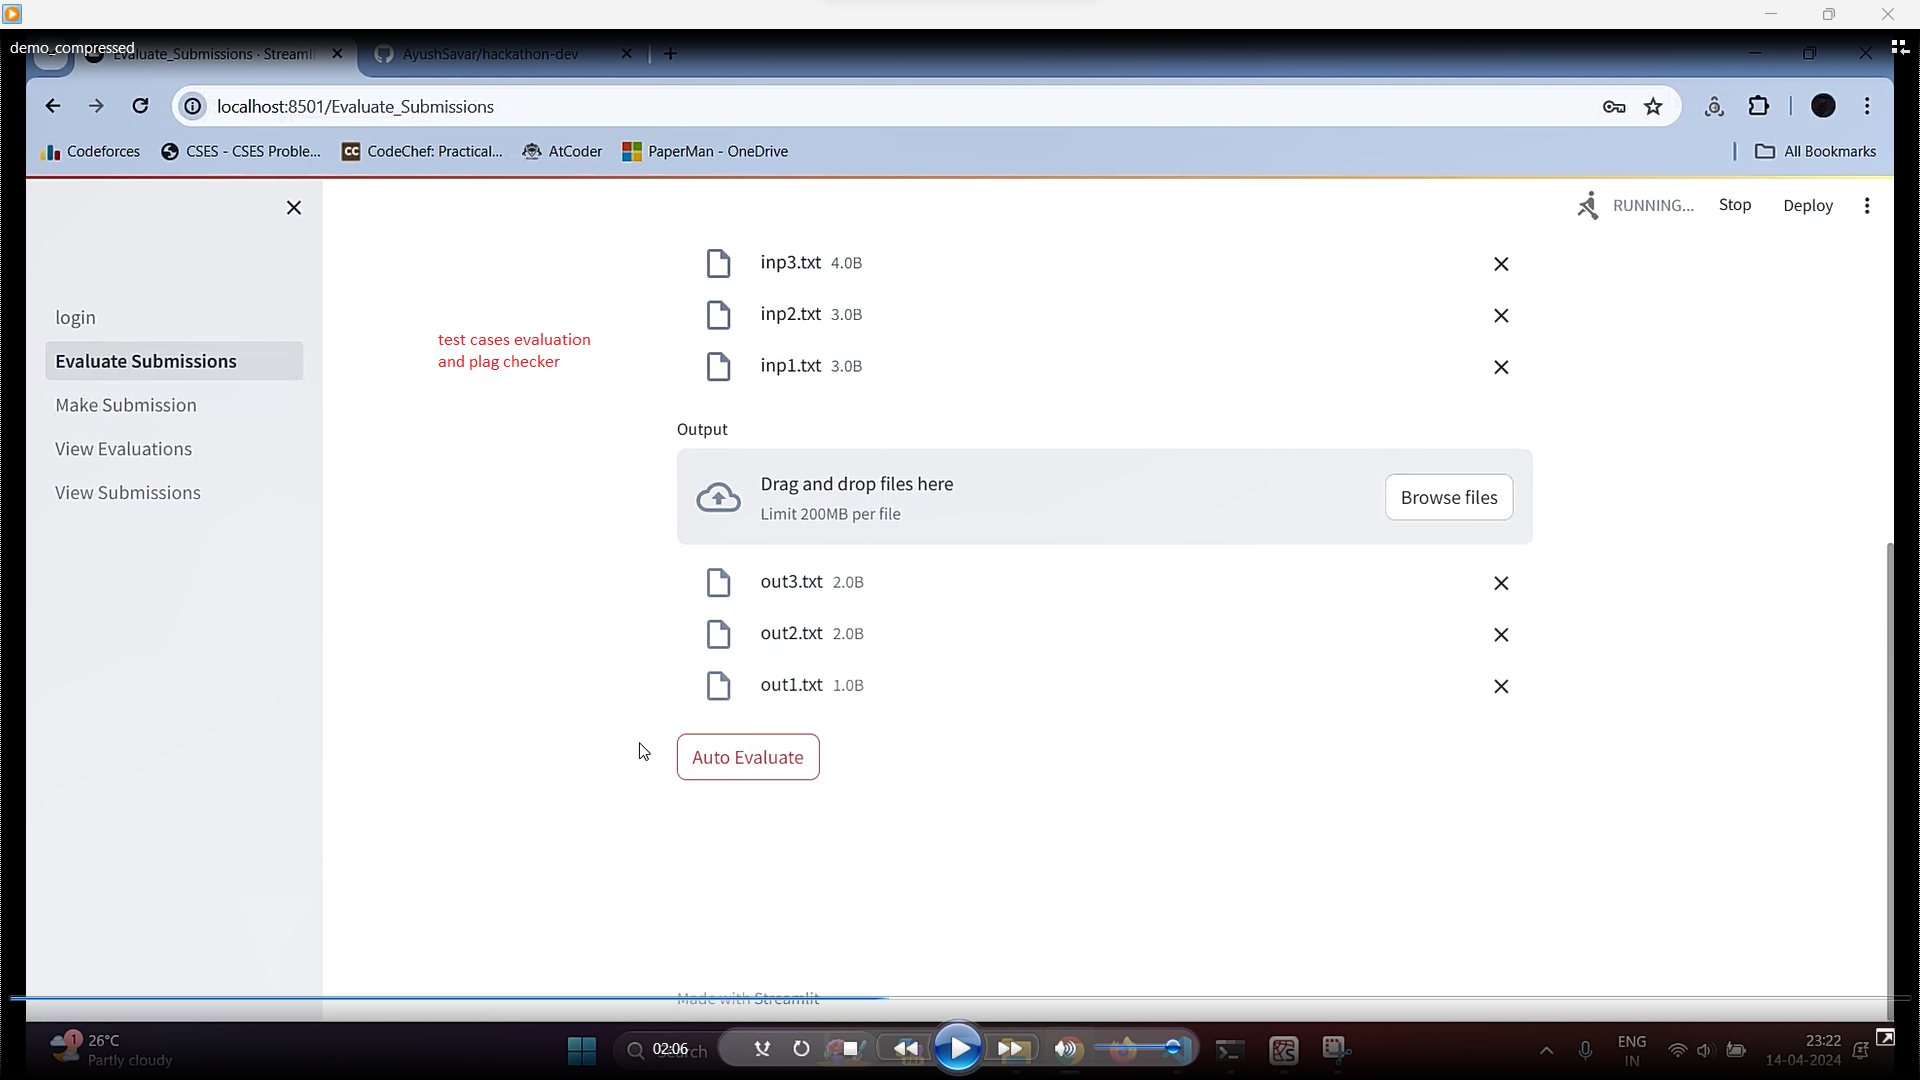 demo_compressed
Evaluate_Submissions · Streaml
AyushSavar/hackathon-dev
localhost:8501/Evaluate_Submissions
Codeforces
CSES - CSES Proble...
CC CodeChef: Practical...
AtCoder
PaperMan - OneDrive
All Bookmarks
RUNNING...
Stop
Deploy
login
Evaluate Submissions
Make Submission
View Evaluations
View Submissions
test cases evaluation
and plag checker
inp3.txt 4.0B
inp2.txt 3.0B
inp1.txt 3.0B
Output
Drag and drop files here
Limit 200MB per file
Browse files
out3.txt 2.0B
out2.txt 2.0B
out1.txt 1.0B
Auto Evaluate
Made with Streamlit
1
26°C
Partly cloudy
02:06
ENG
IN
23:22
14-04-2024